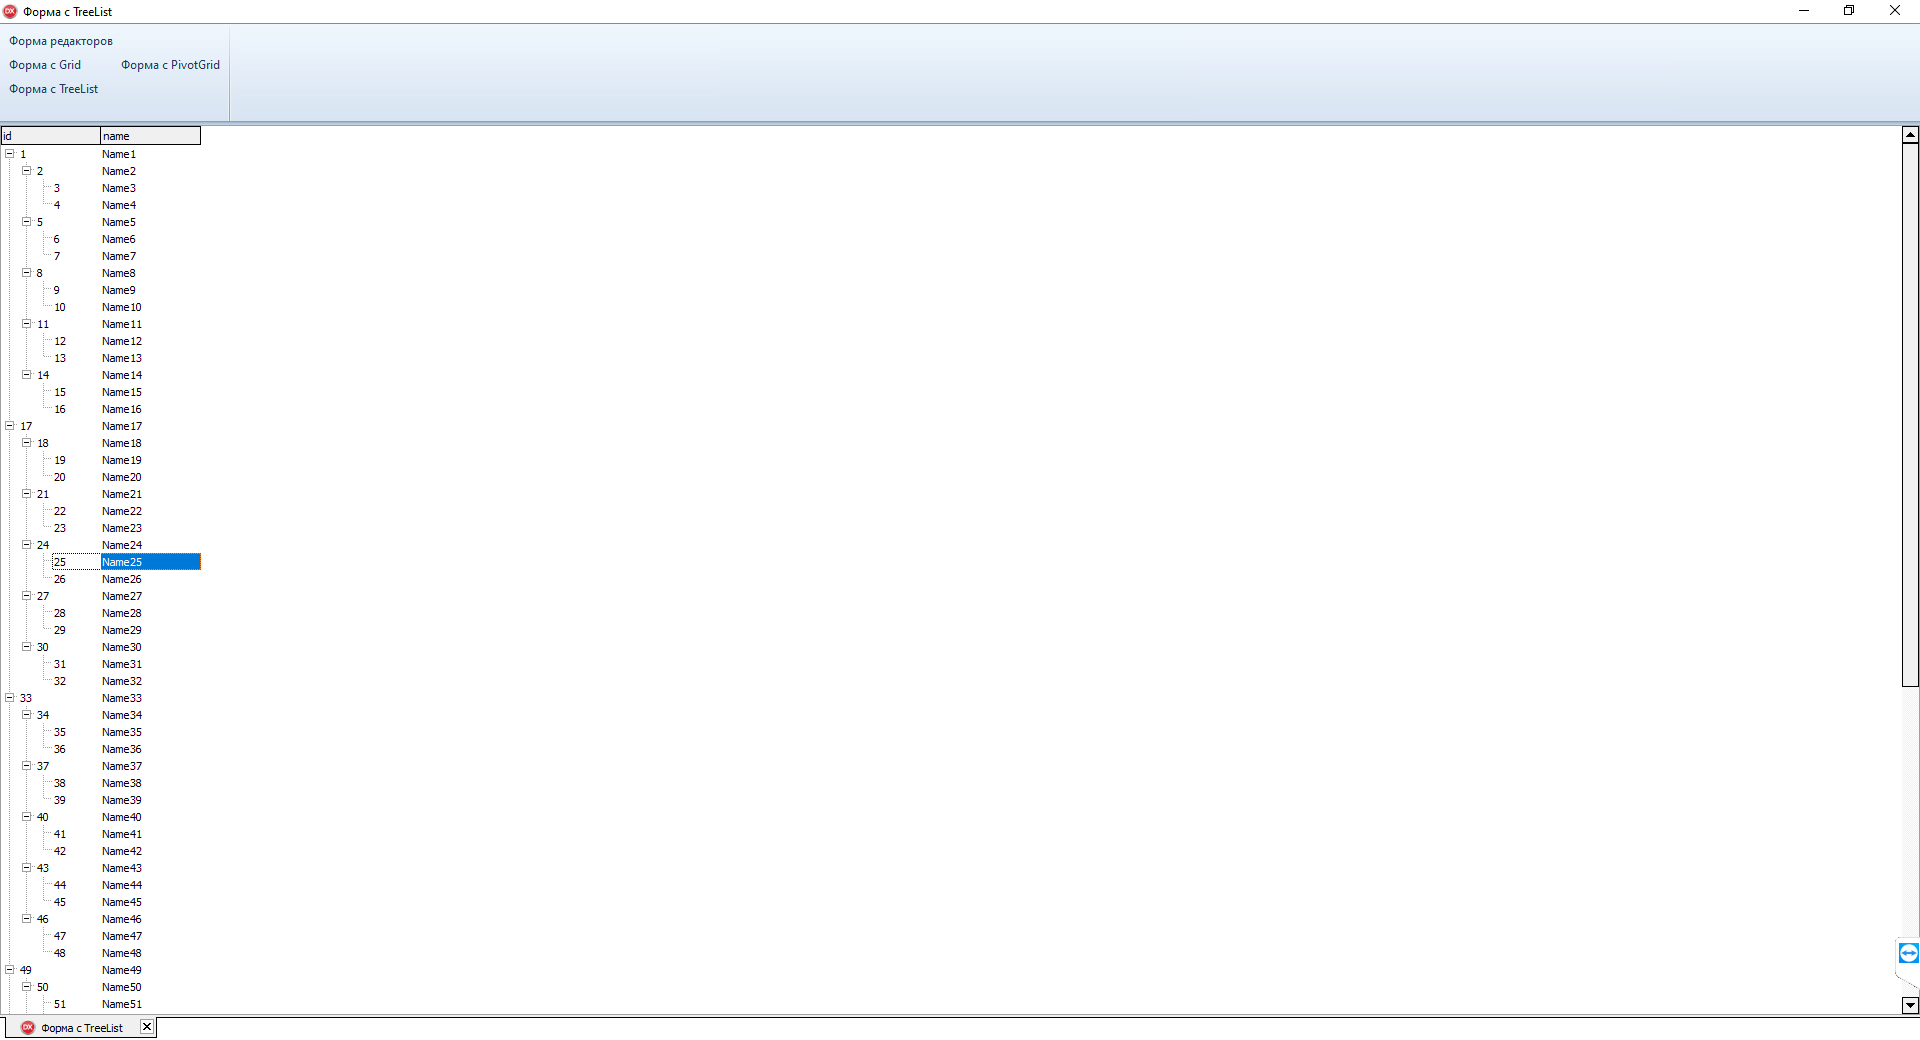 DX Форма с TreeList
Форма редакторов
Форма с Grid Форма с PivotGrid
Форма с TreeList
id name
1 Name1
2 Name2
3 Name3
4 Name4
5 Name5
6 Name6
7 Name7
8 Name8
9 Name9
10 Name10
11 Name11
12 Name12
13 Name13
14 Name14
15 Name15
16 Name16
17 Name17
18 Name18
19 Name19
20 Name20
21 Name21
22 Name22
23 Name23
24 Name24
25 Name25
26 Name26
27 Name27
28 Name28
29 Name29
30 Name30
31 Name31
32 Name32
33 Name33
34 Name34
35 Name35
36 Name36
37 Name37
38 Name38
39 Name39
40 Name40
41 Name41
42 Name42
43 Name43
44 Name44
45 Name45
46 Name46
47 Name47
48 Name48
49 Name49
50 Name50
51 Name51
DX Форма с TreeList